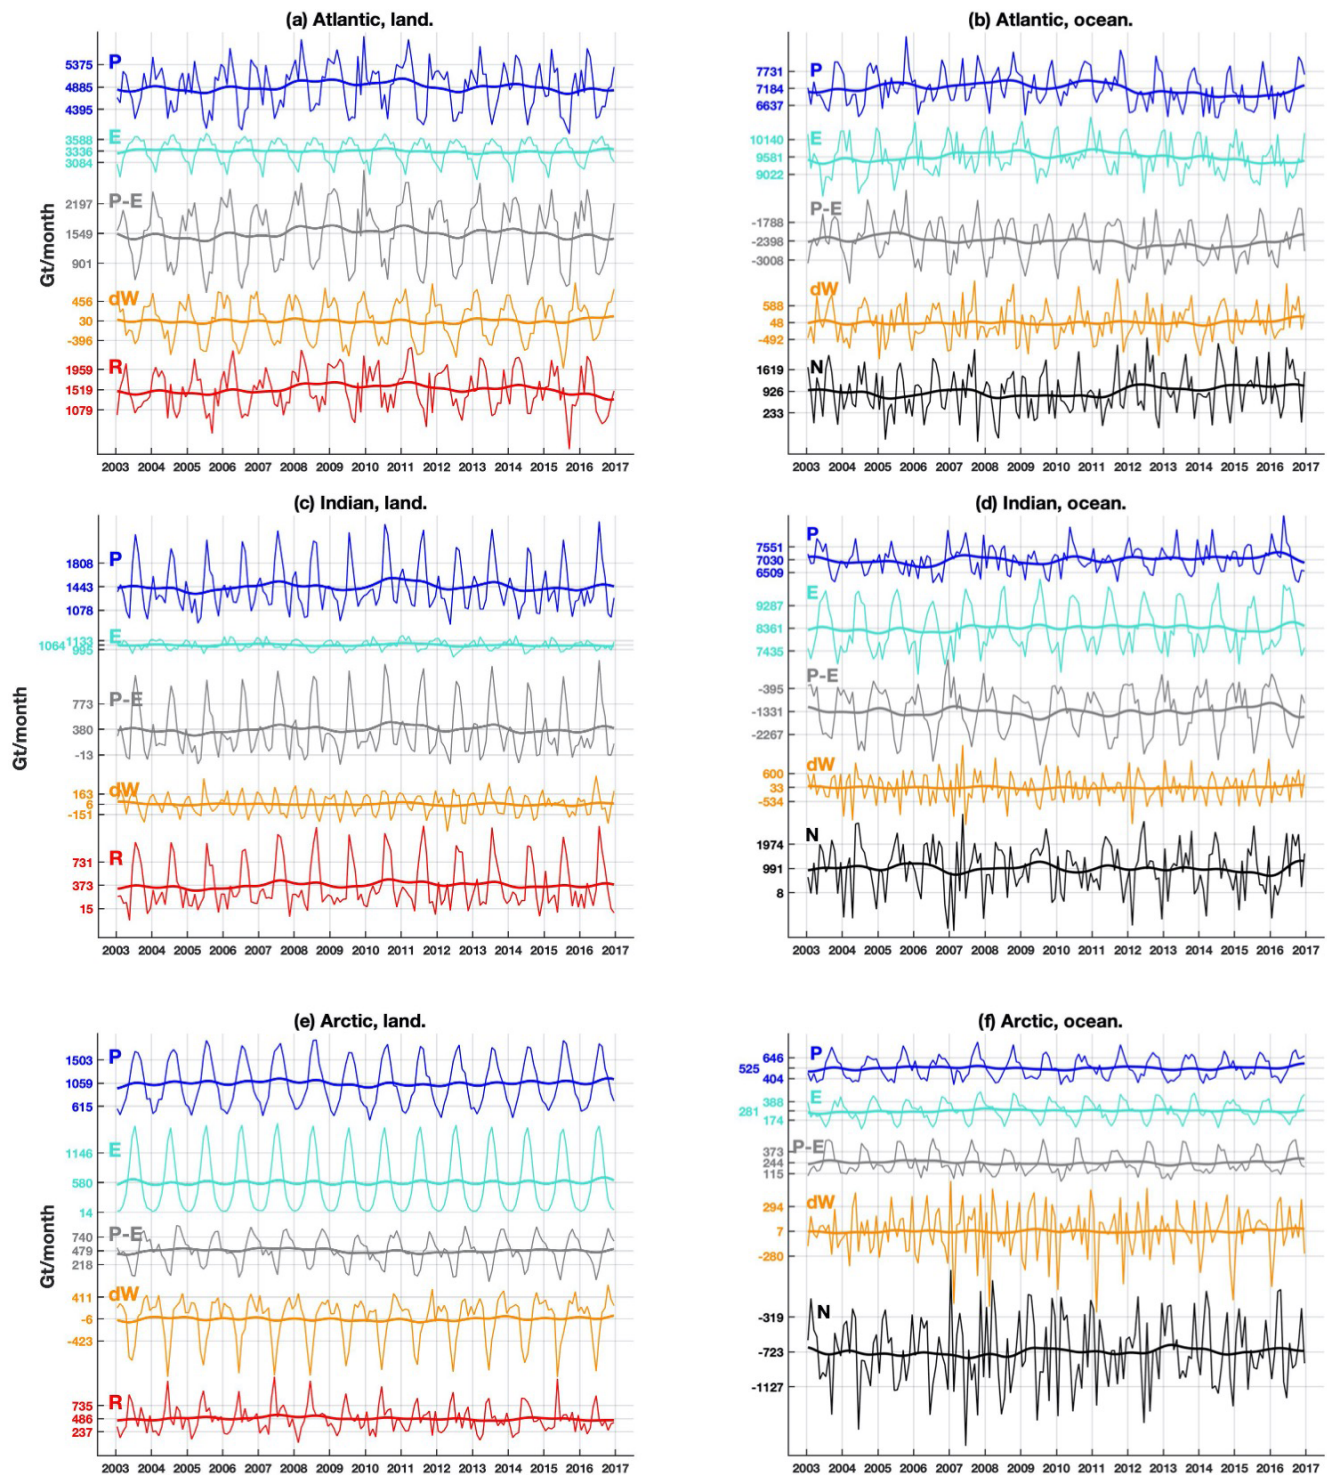 (a) Atlantic, land.
Gt/month
P
5375
4885
4395
E
3588
3336
3084
P-E
2197
1549
901
dW
456
30
-396
R
1959
1519
1079
2003 2004 2005 2006 2007 2008 2009 2010 2011 2012 2013 2014 2015 2016 2017
(b) Atlantic, ocean.
P
7731
7184
6637
E
10140
9581
9022
P-E
-1788
-2398
-3008
dW
588
48
-492
N
1619
926
233
2003 2004 2005 2006 2007 2008 2009 2010 2011 2012 2013 2014 2015 2016 2017
(c) Indian, land.
Gt/month
P
1808
1443
1078
E
1133
1064
995
P-E
773
380
-13
dW
163
6
-151
R
731
373
15
2003 2004 2005 2006 2007 2008 2009 2010 2011 2012 2013 2014 2015 2016 2017
(d) Indian, ocean.
P
7551
7030
6509
E
9287
8361
7435
P-E
-395
-1331
-2267
dW
600
33
-534
N
1974
991
8
2003 2004 2005 2006 2007 2008 2009 2010 2011 2012 2013 2014 2015 2016 2017
(e) Arctic, land.
Gt/month
P
1503
1059
615
E
1146
580
14
P-E
740
479
218
dW
411
-6
-423
R
735
486
237
2003 2004 2005 2006 2007 2008 2009 2010 2011 2012 2013 2014 2015 2016 2017
(f) Arctic, ocean.
P
646
525
404
E
388
281
174
P-E
373
244
115
dW
294
7
-280
N
-319
-723
-1127
2003 2004 2005 2006 2007 2008 2009 2010 2011 2012 2013 2014 2015 2016 2017